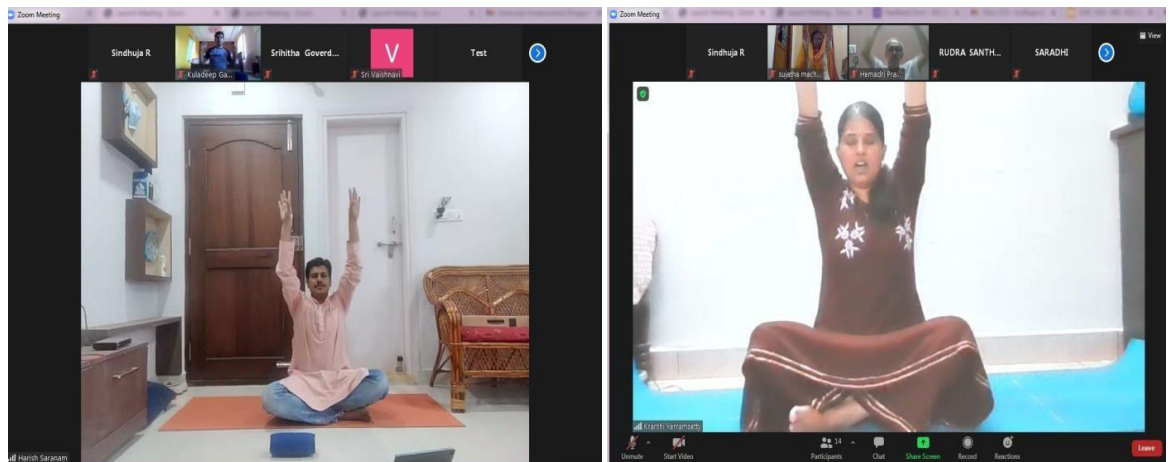 Zoom Meeting
Sindhuja R
Kuladeep Ga...
Srihitha Goverd...
V
Sri Vaishnavi
Test
Harish Saranam
Zoom Meeting
View
Sindhuja R
sujatha mach...
Hemadri Pra...
RUDRA SANTH...
SARADHI
Kranthi Yerramsetty
Unmute
Start Video
14
Participants
Chat
Share Screen
Record
Reactions
Leave